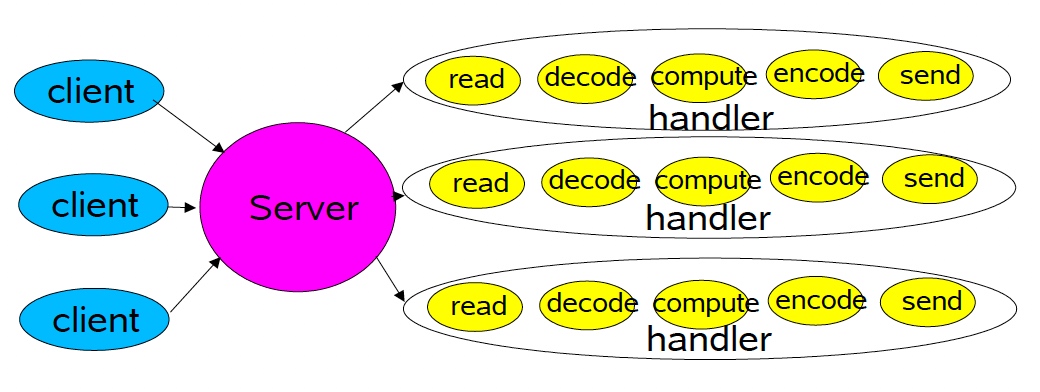 client
client
client
Server
read decode compute encode send
handler
read decode compute encode send
handler
read decode compute encode send
handler